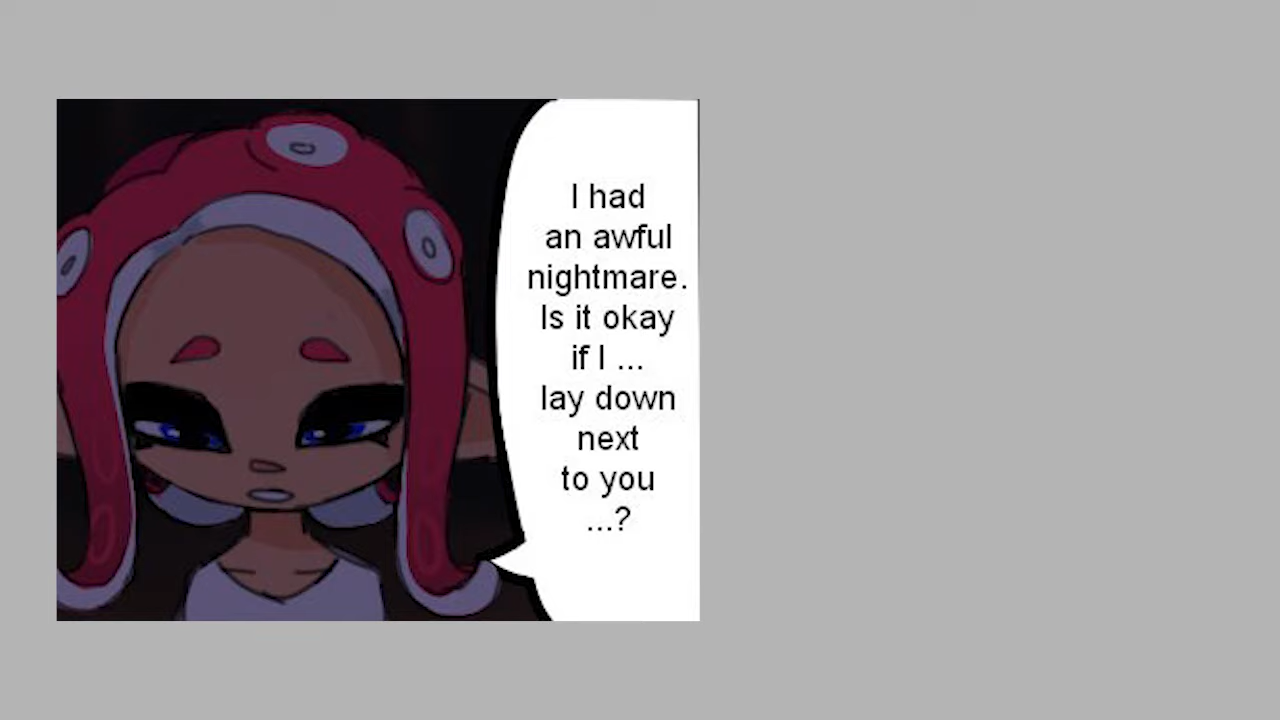 I had
an awful
nightmare.
Is it okay
if I ...
lay down
next
to you
...?